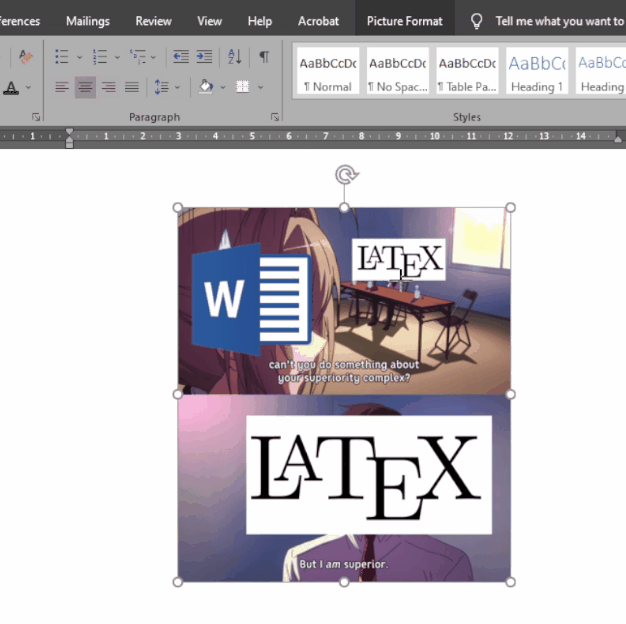 erences Mailings Review View Help Acrobat Picture Format Tell me what you want to
A
A Z
¶
Paragraph
Styles
AaBbCcDc AaBbCcDc AaBbCcDc AaBbCc AaBbCc
¶ Normal ¶ No Spac... ¶ Table Pa... Heading 1 Heading
1 1 2 3 4 5 6 7 8 9 10 11 12 13 14
W
LATEX
can't you do something about
your superiority complex?
LATEX
But I am superior.